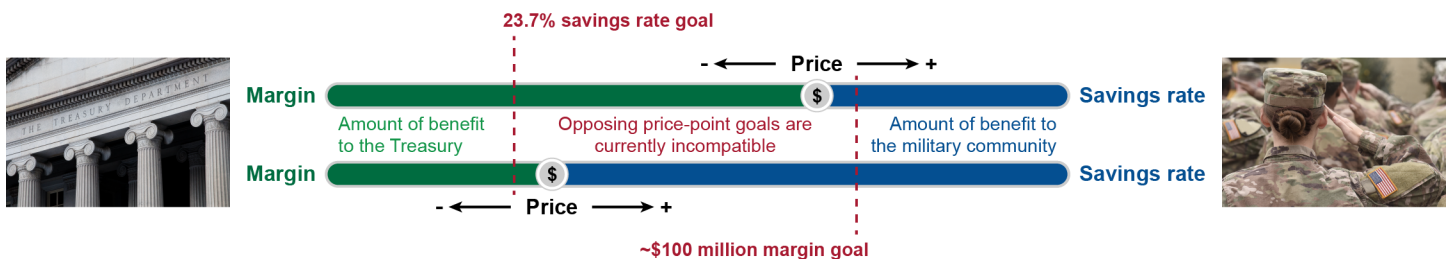 23.7% savings rate goal
- Price +
THE TREASURY DEPARTMENT
Margin $ Savings rate
Amount of benefit
to the Treasury
Opposing price-point goals are
currently incompatible
Amount of benefit to
the military community
Margin $ Savings rate
- Price +
~$100 million margin goal